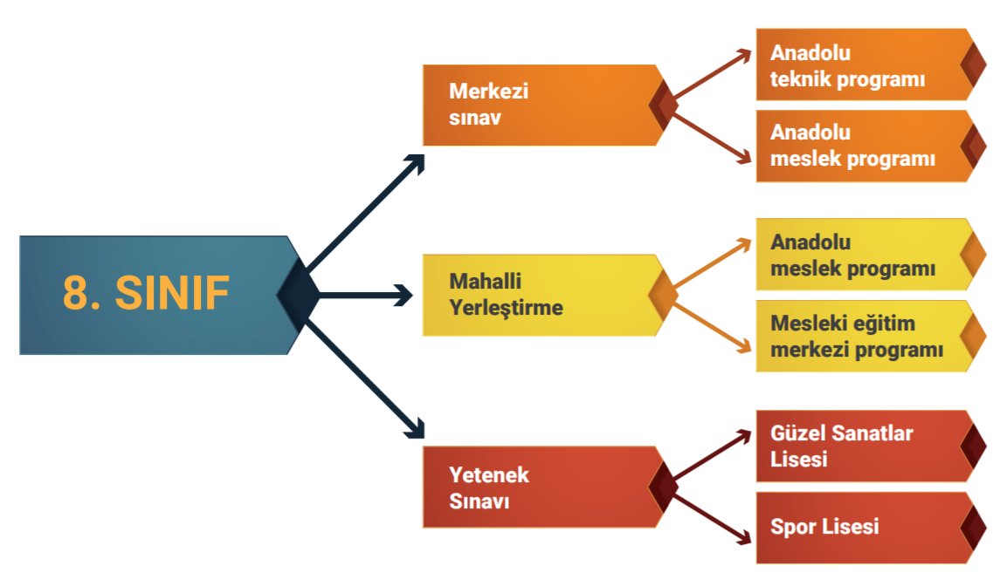 8. SINIF
Merkezi
sınav
Anadolu
teknik programı
Anadolu
meslek programı
Mahalli
Yerleştirme
Anadolu
meslek programı
Mesleki eğitim
merkezi programı
Yetenek
Sınavı
Güzel Sanatlar
Lisesi
Spor Lisesi